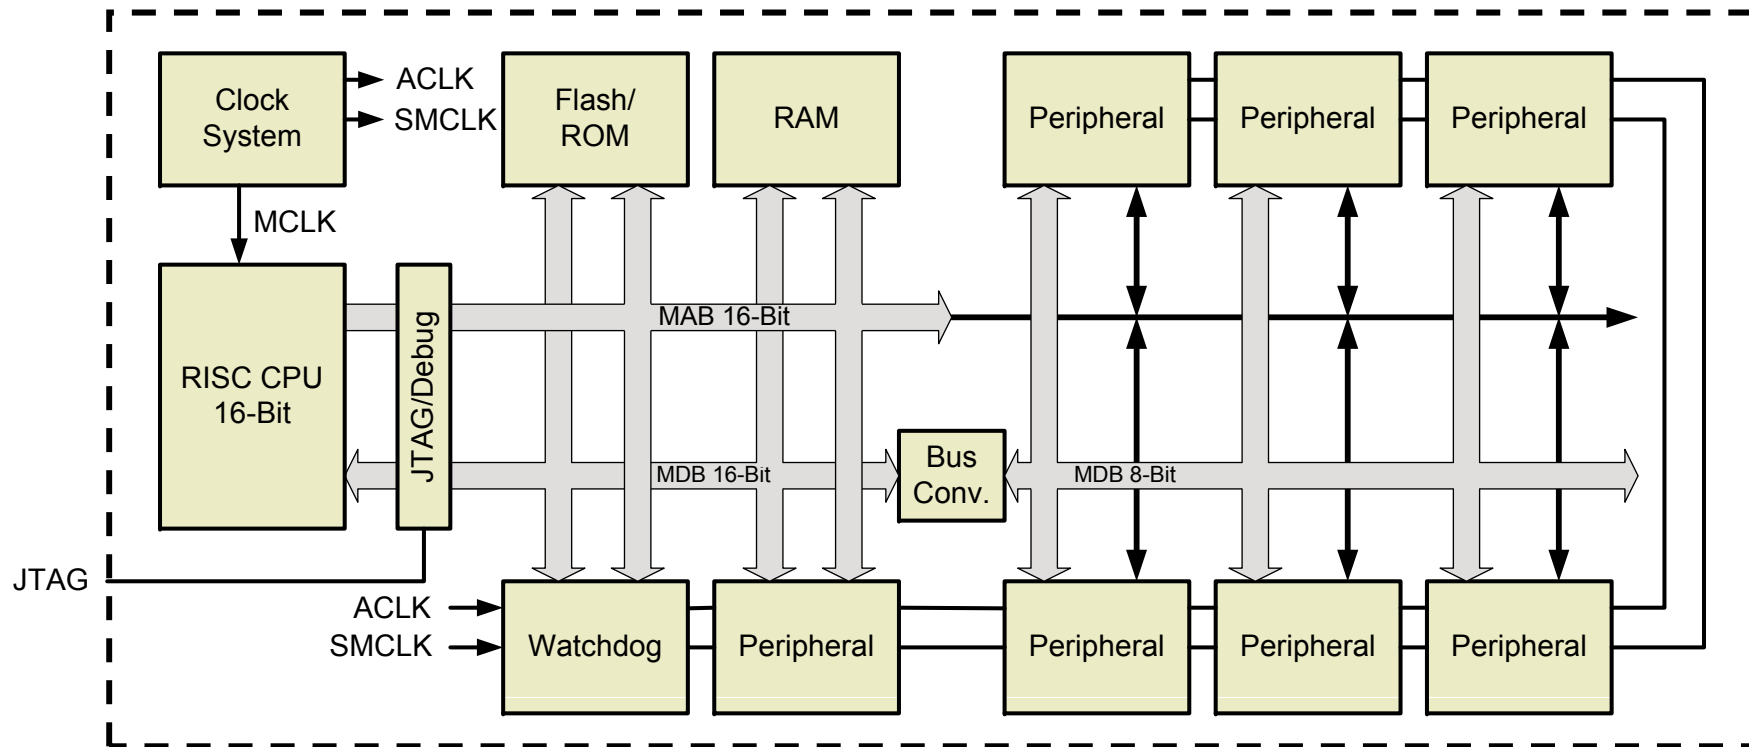 Clock
System
ACLK
SMCLK
Flash/
ROM
RAM
Peripheral
Peripheral
Peripheral
MCLK
RISC CPU
16-Bit
JTAG/Debug
MAB 16-Bit
MDB 16-Bit
Bus
Conv.
MDB 8-Bit
JTAG
ACLK
SMCLK
Watchdog
Peripheral
Peripheral
Peripheral
Peripheral